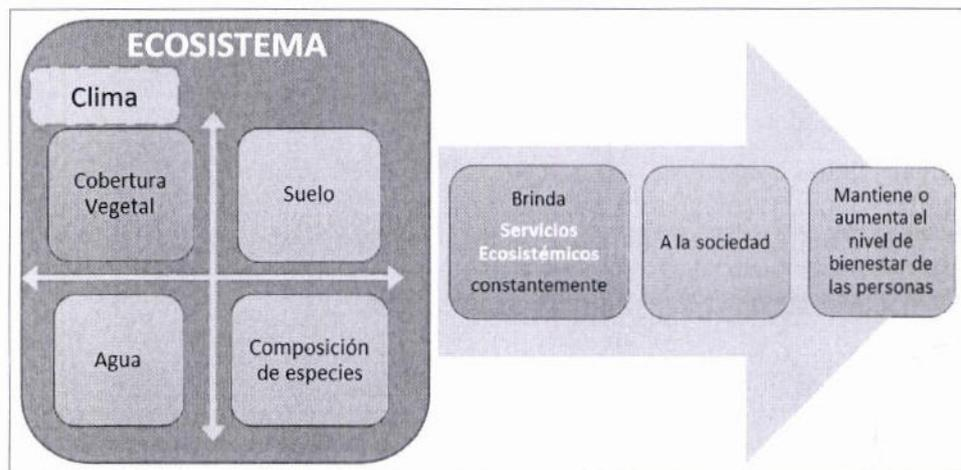 ECOSISTEMA
Clima
Cobertura
Vegetal
Suelo
Agua
Composición
de especies
Brinda
Servicios
Ecosistémicos
constantemente
A la sociedad
Mantiene o
aumenta el
nivel de
bienestar de
las personas